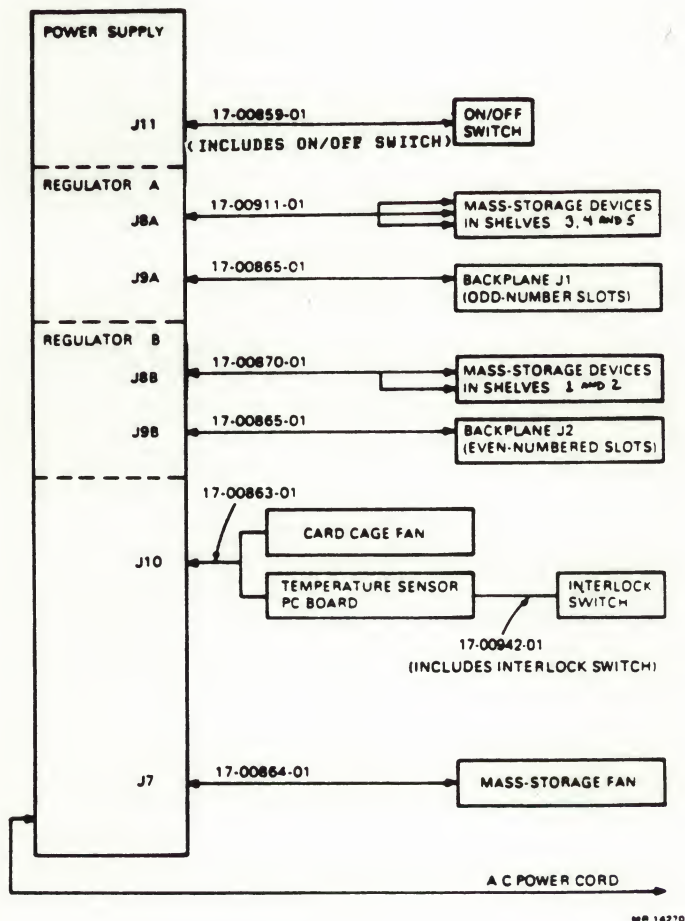 POWER SUPPLY
J11
17-00859-01
(INCLUDES ON/OFF SWITCH)
ON/OFF
SWITCH
REGULATOR A
J8A
17-00911-01
MASS-STORAGE DEVICES
IN SHELVES 3, 4 AND 5
J9A
17-00865-01
BACKPLANE J1
(ODD-NUMBER SLOTS)
REGULATOR B
J8B
17-00870-01
MASS-STORAGE DEVICES
IN SHELVES 1 AND 2
J9B
17-00865-01
BACKPLANE J2
(EVEN-NUMBERED SLOTS)
17-00863-01
J10
CARD CAGE FAN
TEMPERATURE SENSOR
PC BOARD
INTERLOCK
SWITCH
17-00942-01
(INCLUDES INTERLOCK SWITCH)
J7
17-00864-01
MASS-STORAGE FAN
A C POWER CORD
MR 14270